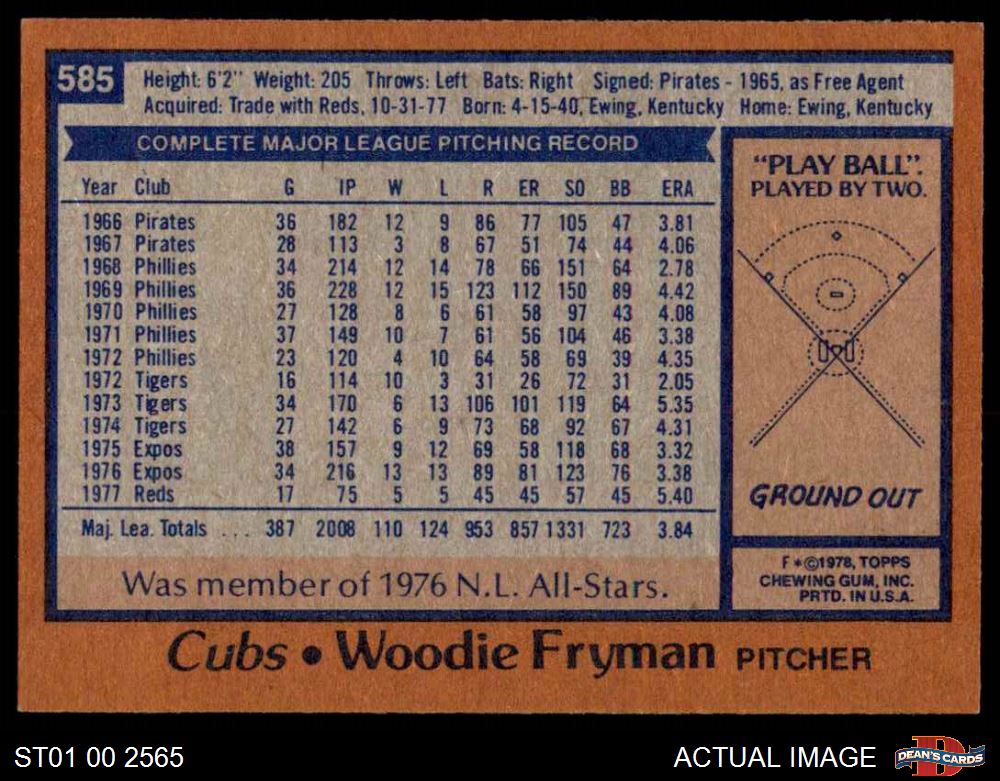 585
Height: 6'2" Weight: 205 Throws: Left Bats: Right Signed: Pirates - 1965, as Free Agent
Acquired: Trade with Reds, 10-31-77 Born: 4-15-40, Ewing, Kentucky Home: Ewing, Kentucky
COMPLETE MAJOR LEAGUE PITCHING RECORD
Year Club G IP W L R ER SO BB ERA
1966 Pirates 36 182 12 9 86 77 105 47 3.81
1967 Pirates 28 113 3 8 67 51 74 44 4.06
1968 Phillies 34 214 12 14 78 66 151 64 2.78
1969 Phillies 36 228 12 15 123 112 150 89 4.42
1970 Phillies 27 128 8 6 61 58 97 43 4.08
1971 Phillies 37 149 10 7 61 56 104 46 3.38
1972 Phillies 23 120 4 10 64 58 69 39 4.35
1972 Tigers 16 114 10 3 31 26 72 31 2.05
1973 Tigers 34 170 6 13 106 101 119 64 5.35
1974 Tigers 27 142 6 9 73 68 92 67 4.31
1975 Expos 38 157 9 12 69 58 118 68 3.32
1976 Expos 34 216 13 13 89 81 123 76 3.38
1977 Reds 17 75 5 5 45 45 57 45 5.40
Maj. Lea. Totals ... 387 2008 110 124 953 857 1331 723 3.84
Was member of 1976 N.L. All-Stars.
"PLAY BALL".
PLAYED BY TWO.
GROUND OUT
F*©1978, TOPPS
CHEWING GUM, INC.
PRTD. IN U.S.A.
Cubs • Woodie Fryman PITCHER
ST01 00 2565
ACTUAL IMAGE
D
DEAN'S CARDS